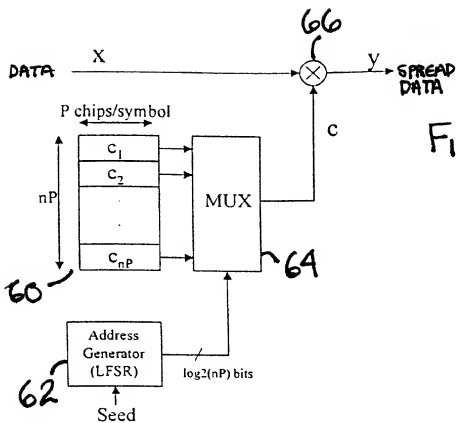 66
DATA X y SPREAD DATA
P chips/symbol
c
F
nP
c1
c2
.
.
cnP
MUX
60
64
Address
Generator
(LFSR)
log2(nP) bits
62
Seed